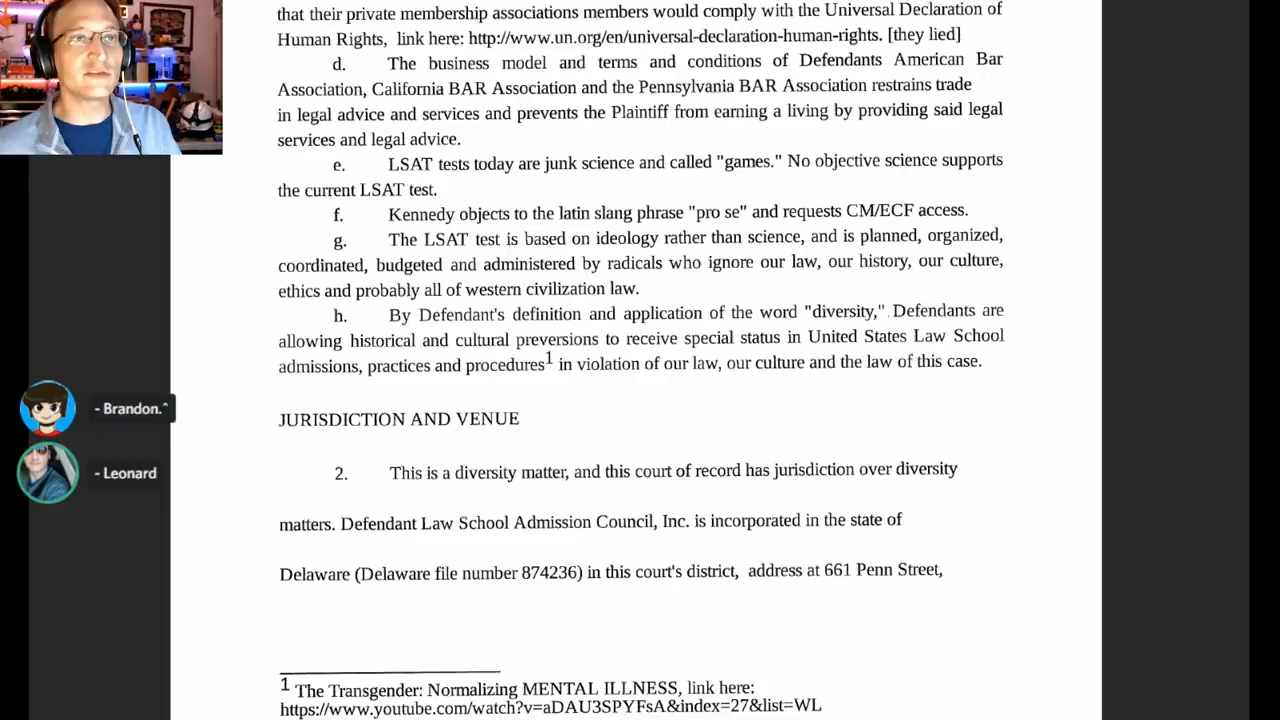 that their private membership associations members would comply with the Universal Declaration of
Human Rights, link here: http://www.un.org/en/universal-declaration-human-rights. [they lied]
d. The business model and terms and conditions of Defendants American Bar
Association, California BAR Association and the Pennsylvania BAR Association restrains trade
in legal advice and services and prevents the Plaintiff from earning a living by providing said legal
services and legal advice.
e. LSAT tests today are junk science and called "games." No objective science supports
the current LSAT test.
f. Kennedy objects to the latin slang phrase "pro se" and requests CM/ECF access.
g. The LSAT test is based on ideology rather than science, and is planned, organized,
coordinated, budgeted and administered by radicals who ignore our law, our history, our culture,
ethics and probably all of western civilization law.
h. By Defendant's definition and application of the word "diversity," Defendants are
allowing historical and cultural preversions to receive special status in United States Law School
admissions, practices and procedures1 in violation of our law, our culture and the law of this case.
- Brandon.^
- Leonard
JURISDICTION AND VENUE
2. This is a diversity matter, and this court of record has jurisdiction over diversity
matters. Defendant Law School Admission Council, Inc. is incorporated in the state of
Delaware (Delaware file number 874236) in this court's district, address at 661 Penn Street,
1 The Transgender: Normalizing MENTAL ILLNESS, link here:
https://www.youtube.com/watch?v=aDAU3SPYFsA&index=27&list=WL